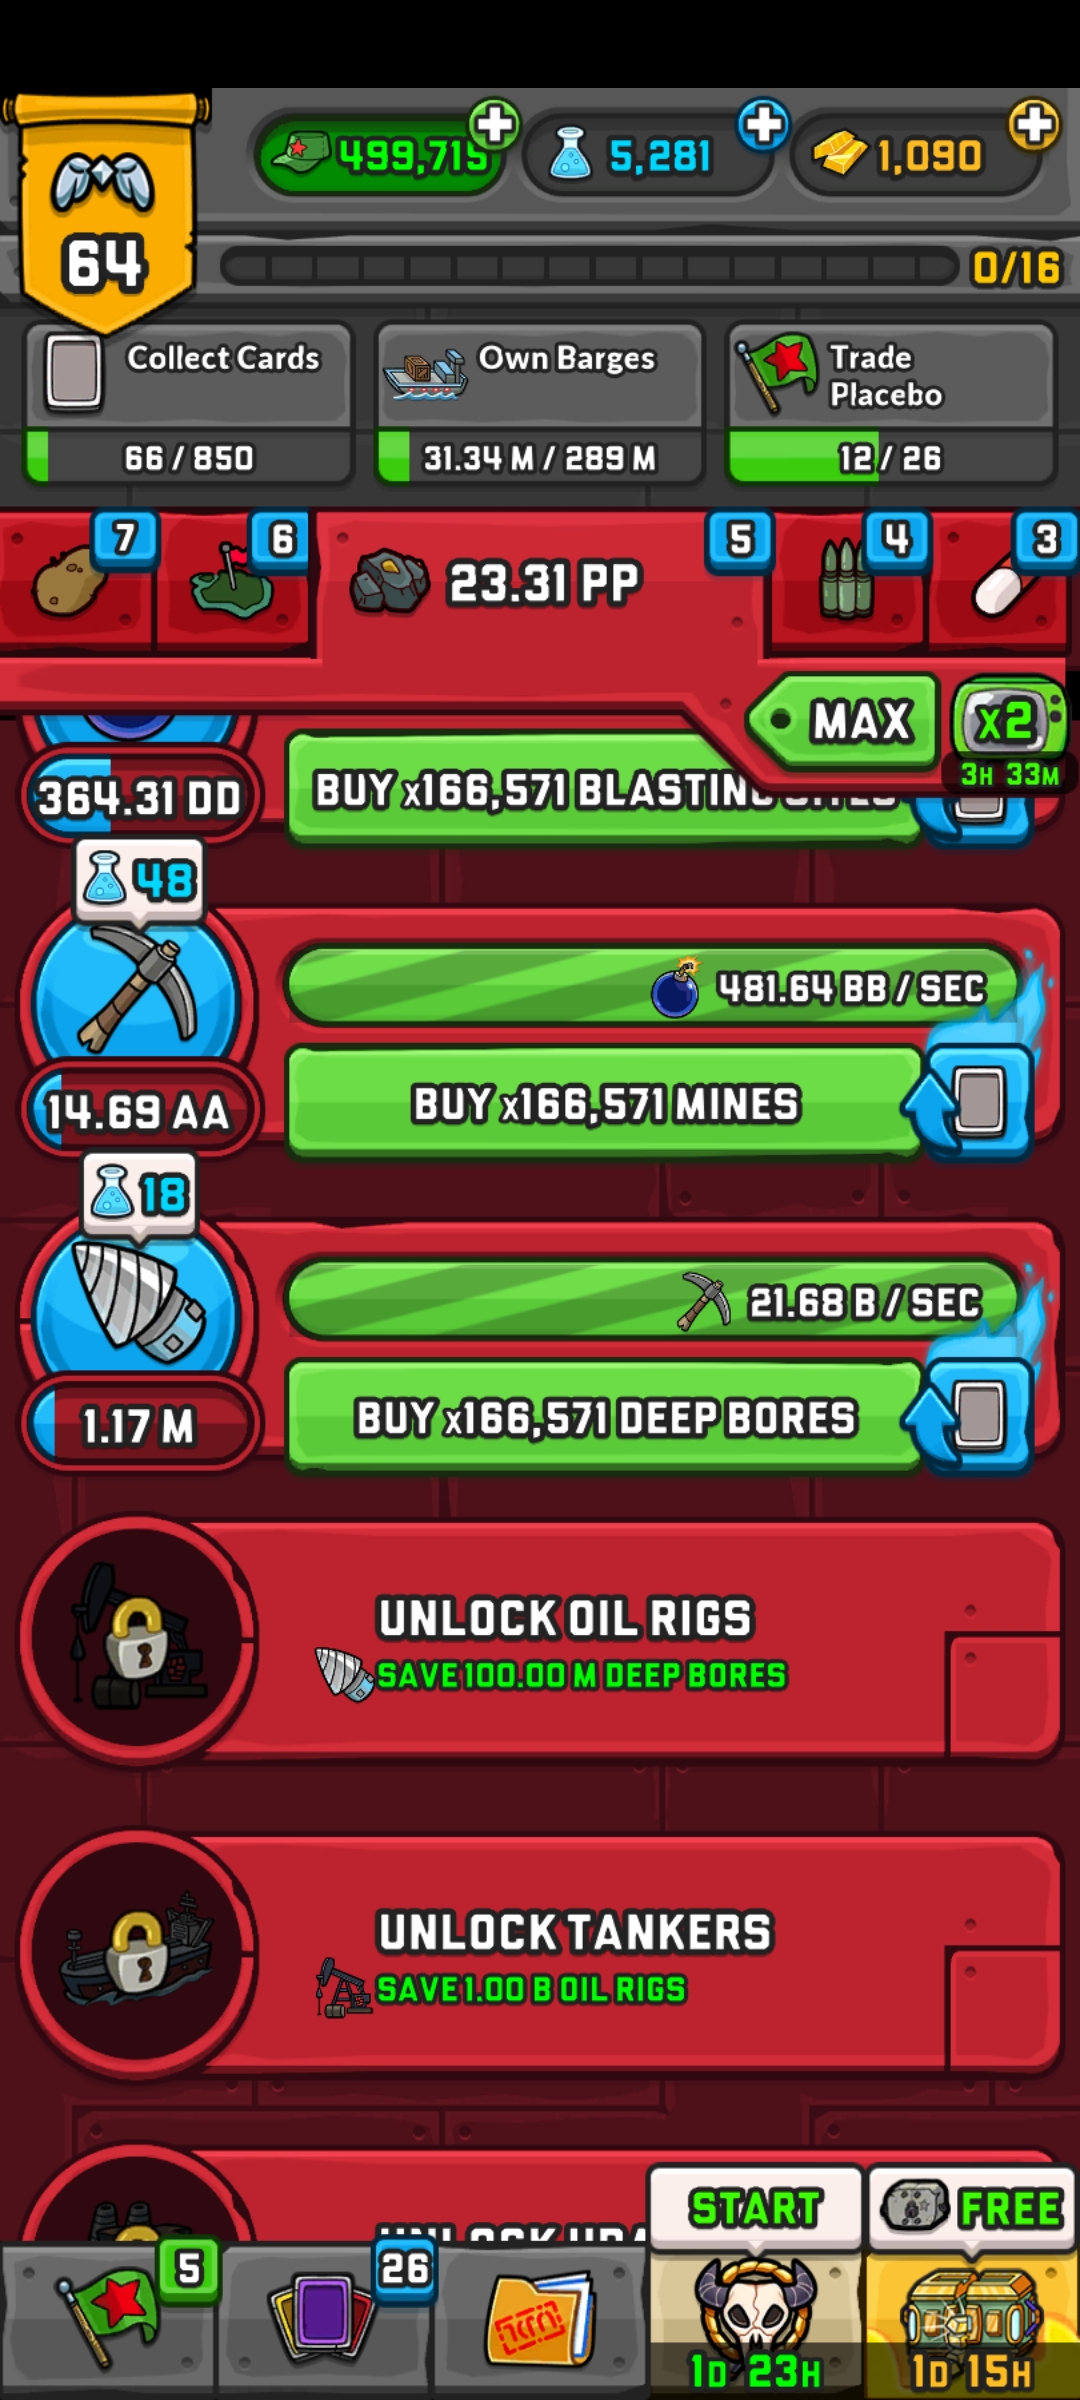 499,715
5,281
1,090
64
0/16
Collect Cards
66 / 850
Own Barges
31.34 M / 289 M
Trade
Placebo
12 / 26
7
6
23.31 PP
5
4
3
MAX
x2
3H 33M
364.31 DD
BUY x166,571 BLASTING SITES
48
481.64 BB / SEC
14.69 AA
BUY x166,571 MINES
18
21.68 B / SEC
1.17 M
BUY x166,571 DEEP BORES
UNLOCK OIL RIGS
SAVE 100.00 M DEEP BORES
UNLOCK TANKERS
SAVE 1.00 B OIL RIGS
UNLOCK
START
FREE
5
26
1D 23H
1D 15H